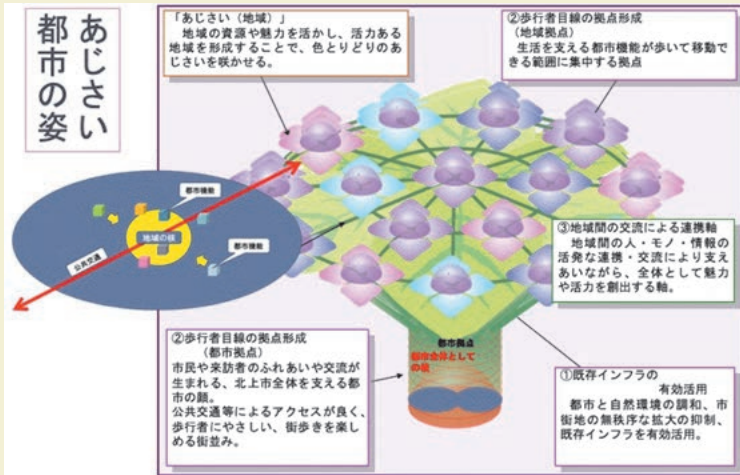 あじさい
都市の姿
「あじさい（地域）」
地域の資源や魅力を活かし、活力ある
地域を形成することで、色とりどりのあ
じさいを咲かせる。
②歩行者目線の拠点形成
（地域拠点）
生活を支える都市機能が歩いて移動で
きる範囲に集中する拠点
都市機能
地域の核
都市機能
公共交通
③地域間の交流による連携軸
地域間の人・モノ・情報の
活発な連携・交流により支え
あいながら、全体として魅力
や活力を創出する軸。
②歩行者目線の拠点形成
（都市拠点）
市民や来訪者のふれあいや交流が
生まれる、北上市全体を支える都
市の顔。
公共交通等によるアクセスが良く、
歩行者にやさしい、街歩きを楽し
める街並み。
都市拠点
都市全体として
の核
①既存インフラの
有効活用
都市と自然環境の調和、市
街地の無秩序な拡大の抑制、
既存インフラを有効活用。